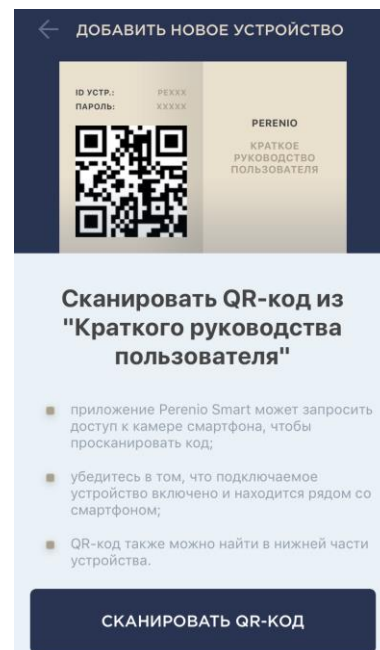 ДОБАВИТЬ НОВОЕ УСТРОЙСТВО
ID УСТР.: PEXXX
ПАРОЛЬ: XXXXX
PERENIO
КРАТКОЕ
РУКОВОДСТВО
ПОЛЬЗОВАТЕЛЯ
Сканировать QR-код из
"Краткого руководства
пользователя"
приложение Perenio Smart может запросить
доступ к камере смартфона, чтобы
просканировать код;
убедитесь в том, что подключаемое
устройство включено и находится рядом со
смартфоном;
QR-код также можно найти в нижней части
устройства.
СКАНИРОВАТЬ QR-КОД